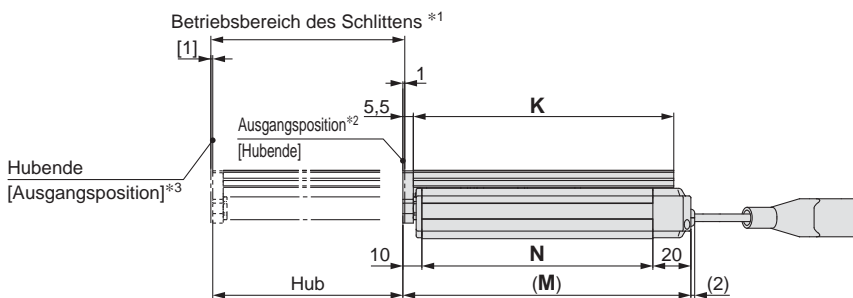 Betriebsbereich des Schlittens *1
[1]
1
5,5
K
Ausgangsposition*2
[Hubende]
Hubende
[Ausgangsposition]*3
10
N
20
Hub
(M)
(2)